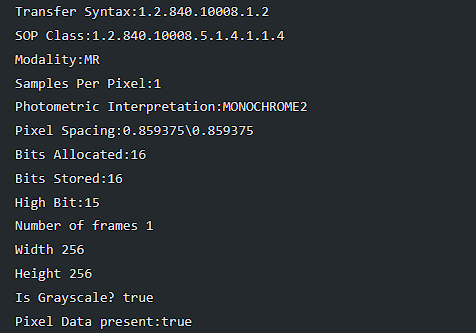 Transfer Syntax:1.2.840.10008.1.2
SOP Class:1.2.840.10008.5.1.4.1.1.4
Modality:MR
Samples Per Pixel:1
Photometric Interpretation:MONOCHROME2
Pixel Spacing:0.859375\0.859375
Bits Allocated:16
Bits Stored:16
High Bit:15
Number of frames 1
Width 256
Height 256
Is Grayscale? true
Pixel Data present:true